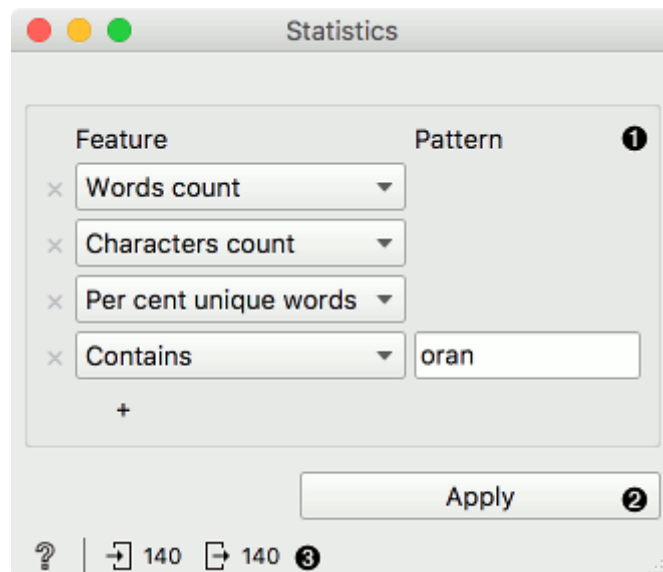 Statistics
Feature Pattern ❶
× Words count
× Characters count
× Per cent unique words
× Contains oran
+
Apply ❷
? 140 140 ❸